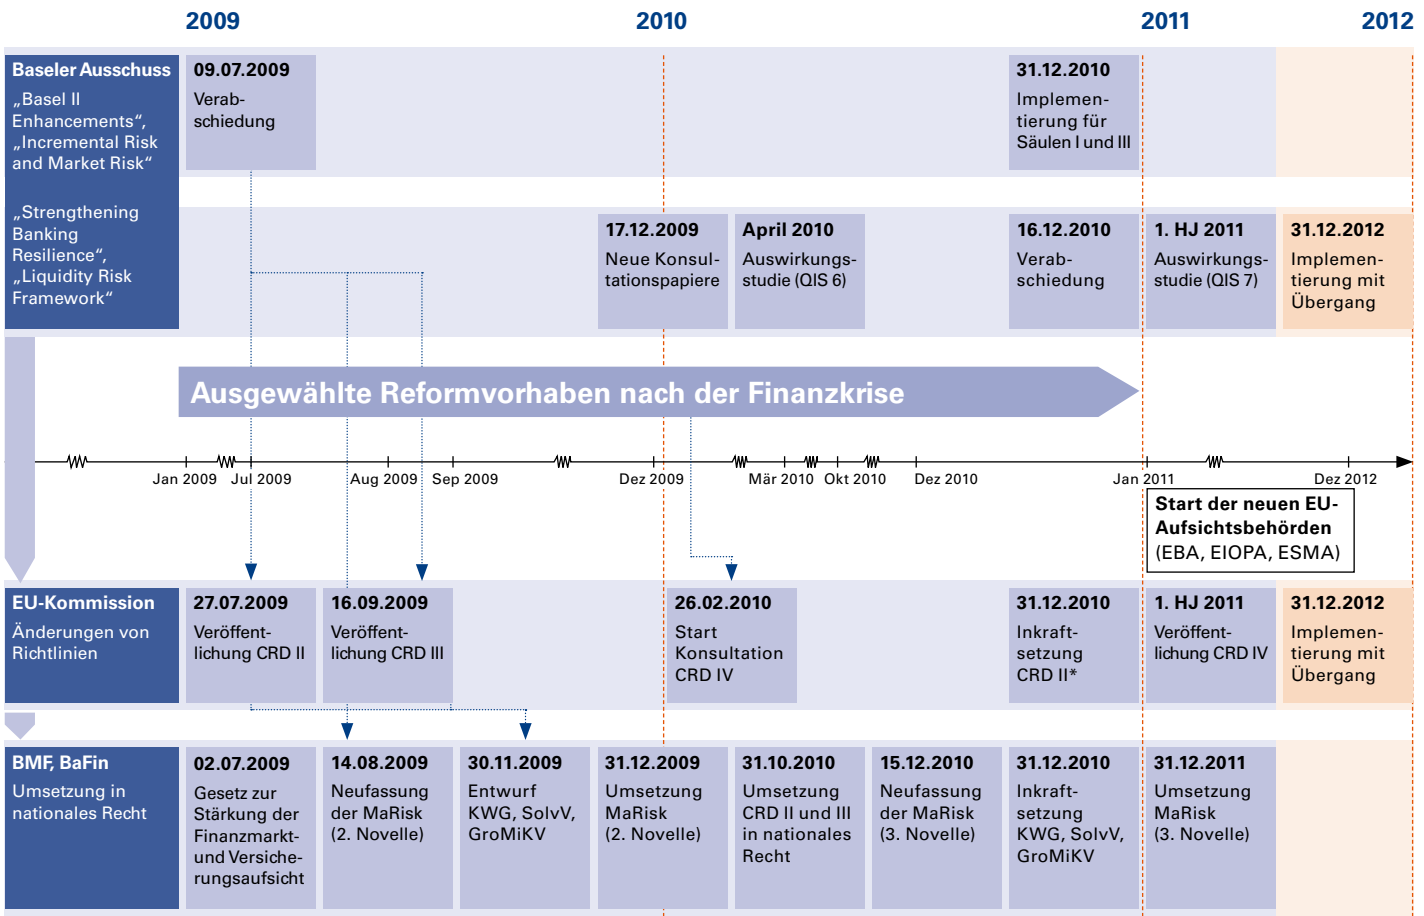 2009
2010
2011
2012
Baseler Ausschuss
„Basel II
Enhancements“,
„Incremental Risk
and Market Risk“
09.07.2009
Verab-
schiedung
31.12.2010
Implemen-
tierung für
Säulen I und III
„Strengthening
Banking
Resilience“,
„Liquidity Risk
Framework“
17.12.2009
Neue Konsul-
tationspapiere
April 2010
Auswirkungs-
studie (QIS 6)
16.12.2010
Verab-
schiedung
1. HJ 2011
Auswirkungs-
studie (QIS 7)
31.12.2012
Implemen-
tierung mit
Übergang
Ausgewählte Reformvorhaben nach der Finanzkrise
Jan 2009
Jul 2009
Aug 2009
Sep 2009
Dez 2009
Mär 2010
Okt 2010
Dez 2010
Jan 2011
Dez 2012
Start der neuen EU-
Aufsichtsbehörden
(EBA, EIOPA, ESMA)
EU-Kommission
Änderungen von
Richtlinien
27.07.2009
Veröffent-
lichung CRD II
16.09.2009
Veröffent-
lichung CRD III
26.02.2010
Start
Konsultation
CRD IV
31.12.2010
Inkraft-
setzung
CRD II*
1. HJ 2011
Veröffent-
lichung CRD IV
31.12.2012
Implemen-
tierung mit
Übergang
BMF, BaFin
Umsetzung in
nationales Recht
02.07.2009
Gesetz zur
Stärkung der
Finanzmarkt-
und Versiche-
rungsaufsicht
14.08.2009
Neufassung
der MaRisk
(2. Novelle)
30.11.2009
Entwurf
KWG, SolvV,
GroMiKV
31.12.2009
Umsetzung
MaRisk
(2. Novelle)
31.10.2010
Umsetzung
CRD II und III
in nationales
Recht
15.12.2010
Neufassung
der MaRisk
(3. Novelle)
31.12.2010
Inkraft-
setzung
KWG, SolvV,
GroMiKV
31.12.2011
Umsetzung
MaRisk
(3. Novelle)